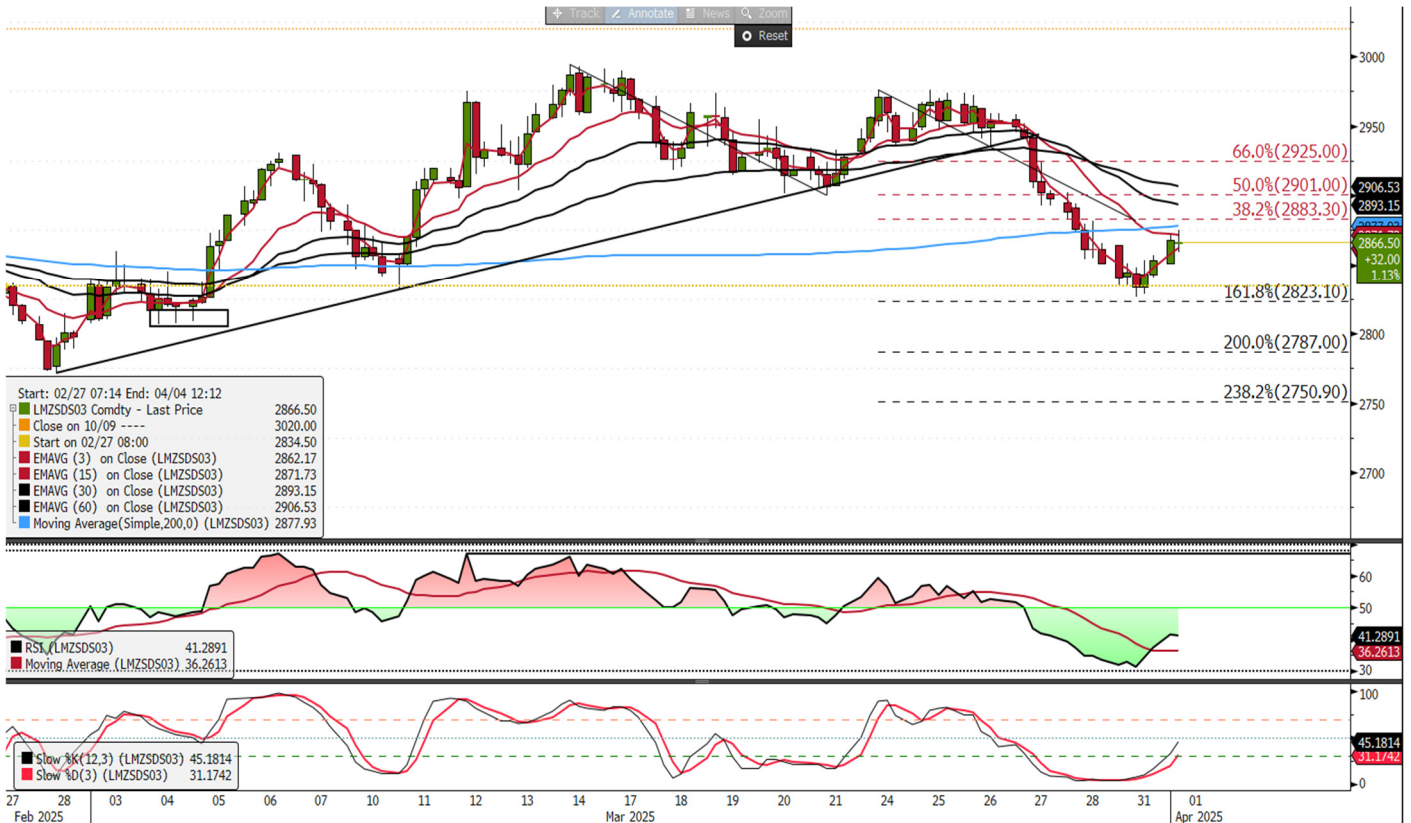 Track Annotate News Zoom
Reset
3000
2950
2800
2750
2700
66.0%(2925.00)
50.0%(2901.00)
38.2%(2883.30)
161.8%(2823.10)
200.0%(2787.00)
238.2%(2750.90)
2906.53
2893.15
2866.50
+32.00
1.13%
Start: 02/27 07:14 End: 04/04 12:12
LMZSDS03 Comdty - Last Price 2866.50
Close on 10/09 ---- 3020.00
Start on 02/27 08:00 2834.50
EMAVG (3) on Close (LMZSDS03) 2862.17
EMAVG (15) on Close (LMZSDS03) 2871.73
EMAVG (30) on Close (LMZSDS03) 2893.15
EMAVG (60) on Close (LMZSDS03) 2906.53
Moving Average(Simple,200,0) (LMZSDS03) 2877.93
60
50
30
41.2891
36.2613
RSI (LMZSDS03) 41.2891
Moving Average (LMZSDS03) 36.2613
100
0
45.1814
31.1742
Slow %K(12,3) (LMZSDS03) 45.1814
Slow %D(3) (LMZSDS03) 31.1742
27 28 03 04 05 06 07 10 11 12 13 14 17 18 19 20 21 24 25 26 27 28 31 01
Feb 2025 Mar 2025 Apr 2025